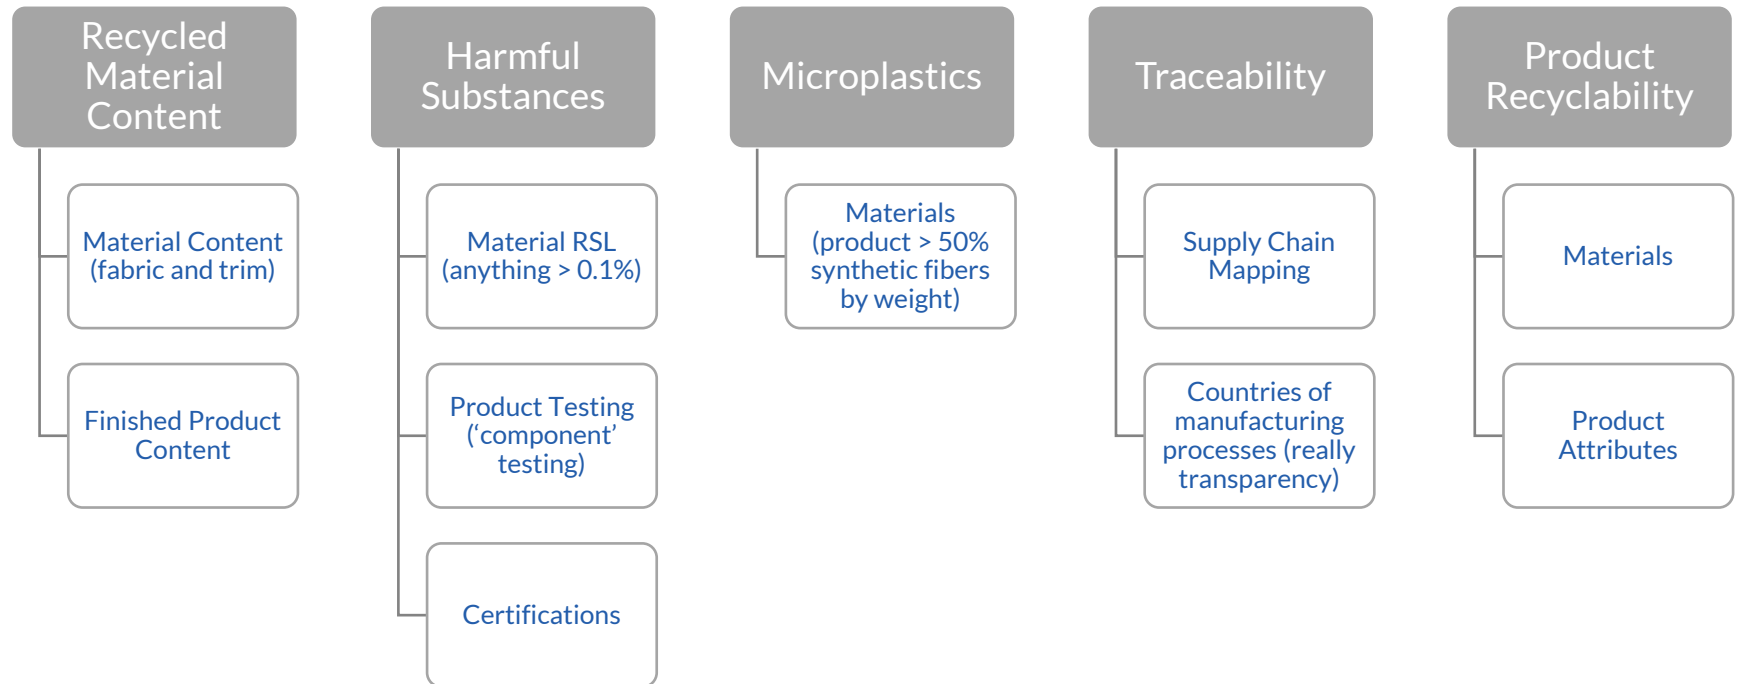 Recycled
Material
Content
Material Content
(fabric and trim)
Finished Product
Content
Harmful
Substances
Material RSL
(anything > 0.1%)
Product Testing
(‘component’
testing)
Certifications
Microplastics
Materials
(product > 50%
synthetic fibers
by weight)
Traceability
Supply Chain
Mapping
Countries of
manufacturing
processes (really
transparency)
Product
Recyclability
Materials
Product
Attributes